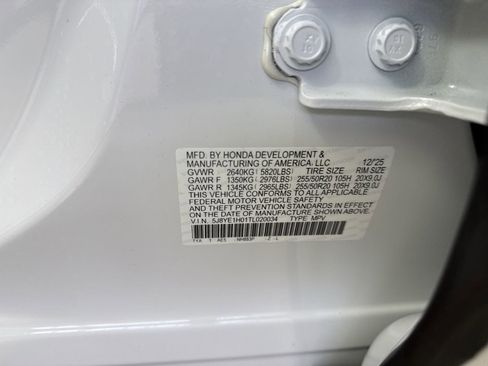 MFD. BY HONDA DEVELOPMENT &
MANUFACTURING OF AMERICA, LLC 12/25
GVWR 2640KG( 5820LBS) TIRE SIZE RIM SIZE
GAWR F 1350KG( 2976LBS) 255/50R20 105H 20X9.0J
GAWR R 1345KG( 2965LBS) 255/50R20 105H 20X9.0J
THIS VEHICLE CONFORMS TO ALL APPLICABLE
FEDERAL MOTOR VEHICLE SAFETY
AND THEFT PREVENTION STANDARDS IN EFFECT
ON THE DATE OF MANUFACTURE SHOWN ABOVE.
V.I.N. 5J8YE1H01TL020034 TYPE: MPV